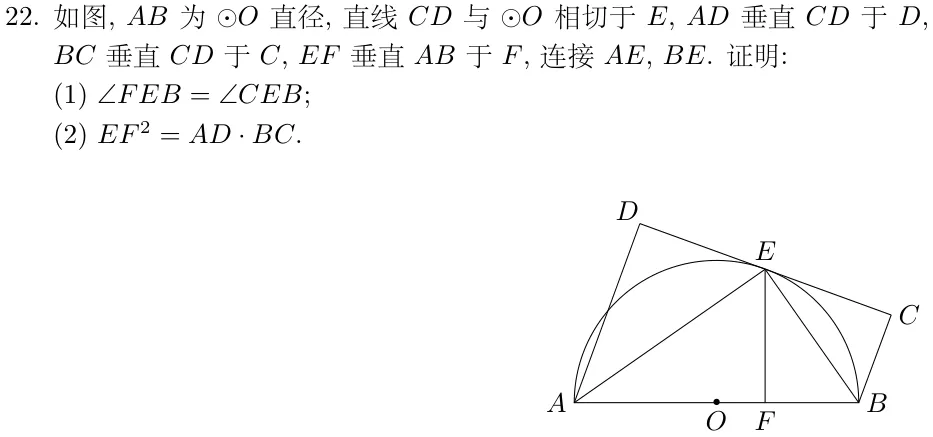 22. 如图, AB 为 ⊙O 直径, 直线 CD 与 ⊙O 相切于 E, AD 垂直 CD 于 D,
BC 垂直 CD 于 C, EF 垂直 AB 于 F, 连接 AE, BE. 证明:
(1) ∠FEB = ∠CEB;
(2) EF² = AD · BC.
D
E
C
A
O
F
B